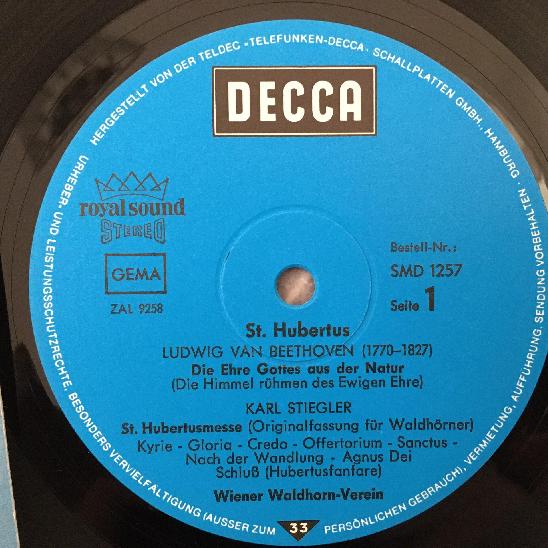 HERGESTELLT VON DER TELDEC »TELEFUNKEN-DECCA« SCHALLPLATTEN GMBH., HAMBURG ·
URHEBER- UND LEISTUNGSSCHUTZRECHTE, BESONDERS VERVIELFÄLTIGUNG (AUSSER ZUM PERSÖNLICHEN GEBRAUCH), VERMIETUNG, AUFFÜHRUNG, SENDUNG VORBEHALTEN
DECCA
royal sound
STEREO
GEMA
ZAL 9258
Bestell-Nr.:
SMD 1257
Seite 1
St. Hubertus
LUDWIG VAN BEETHOVEN (1770-1827)
Die Ehre Gottes aus der Natur
(Die Himmel rühmen des Ewigen Ehre)
KARL STIEGLER
St. Hubertusmesse (Originalfassung für Waldhörner)
Kyrie - Gloria - Credo - Offertorium - Sanctus -
Nach der Wandlung - Agnus Dei
Schluß (Hubertusfanfare)
Wiener Waldhorn-Verein
33